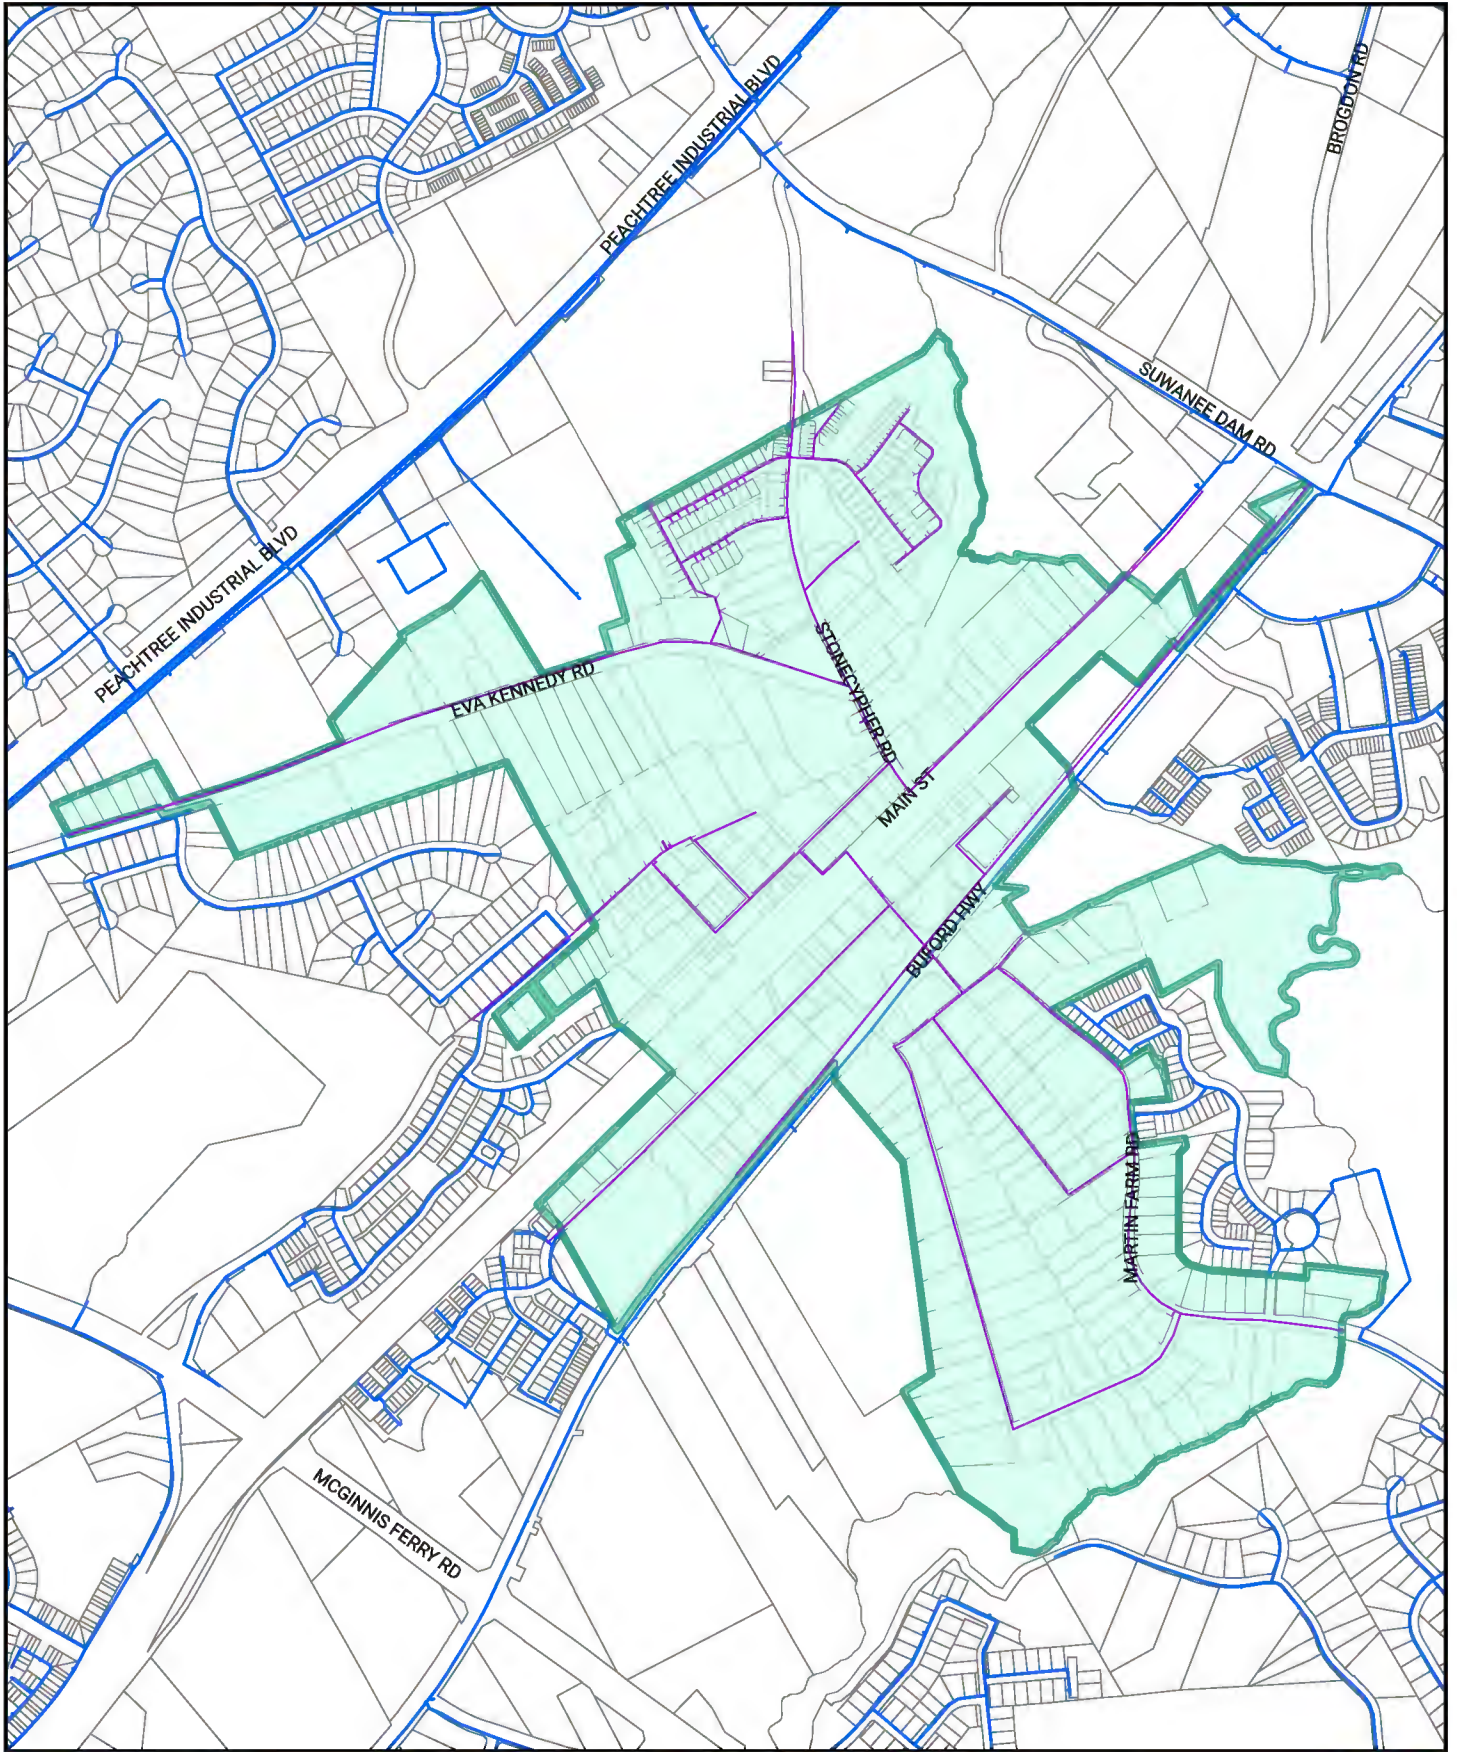 BROGDON RD
PEACHTREE INDUSTRIAL BLVD
SUWANEE DAM RD
PEACHTREE INDUSTRIAL BLVD
EVA KENNEDY RD
STONECYPHER RD
MAIN ST
BUFORD HWY
MARTIN FARM RD
MCGINNIS FERRY RD